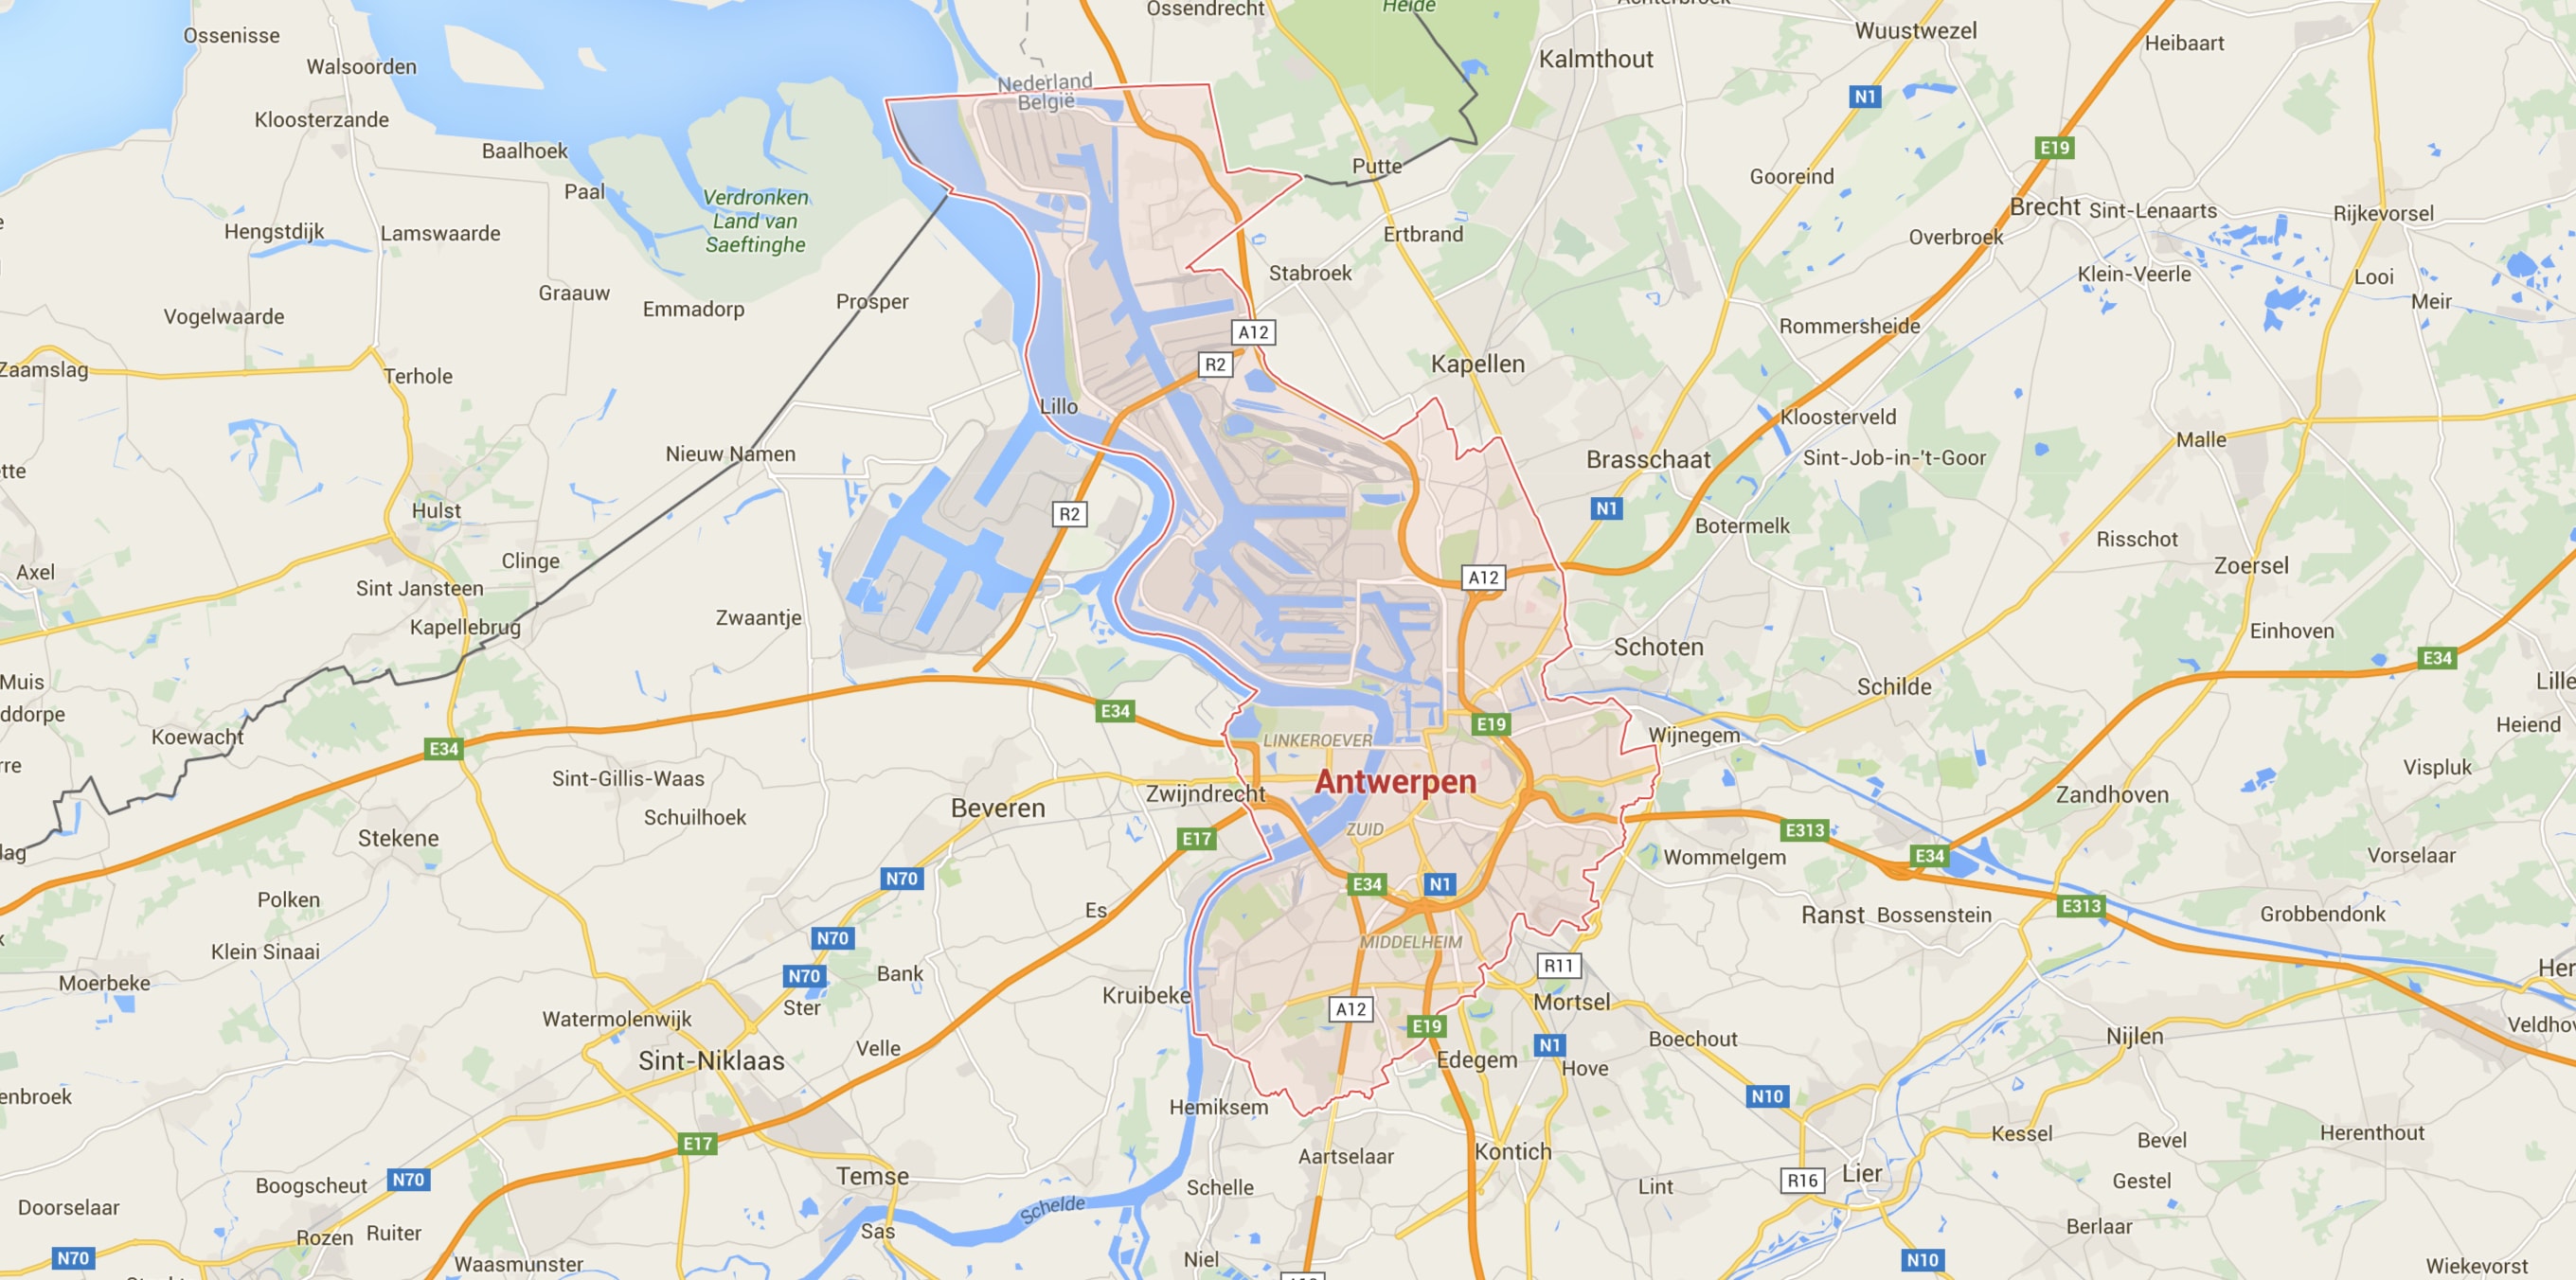 Ossendrecht
Heide
Wuustwezel
Heibaart
Ossenisse
Walsoorden
Kalmthout
Nederland
België
N1
Kloosterzande
Baalhoek
E19
Putte
Gooreind
Paal
Verdronken
Land van
Saeftinghe
Brecht
Sint-Lenaarts
Rijkevorsel
Hengstdijk
Lamswaarde
Ertbrand
Overbroek
Stabroek
Klein-Veerle
Looi
Graauw
Emmadorp
Prosper
Meir
Vogelwaarde
A12
Rommersheide
R2
Kapellen
Zaamslag
Terhole
Lillo
Kloosterveld
Malle
Nieuw Namen
Brasschaat
Sint-Job-in-'t-Goor
tte
Hulst
R2
N1
Botermelk
Risschot
Clinge
Zoersel
Axel
Sint Jansteen
A12
Zwaantje
Kapellebrug
Einhoven
Schoten
E34
Muis
Schilde
Lille
ddorpe
E34
E19
Heiend
Koewacht
E34
LINKEROEVER
Wijnegem
rre
Sint-Gillis-Waas
Antwerpen
Vispluk
Zwijndrecht
Zandhoven
Beveren
Schuilhoek
ZUID
E313
Stekene
E17
lag
Wommelgem
E34
Vorselaar
N70
E34
N1
Polken
Es
E313
Ranst
Bossenstein
Grobbendonk
N70
MIDDELHEIM
Klein Sinaai
Bank
R11
Her
Moerbeke
N70
Kruibeke
Ster
Mortsel
A12
Watermolenwijk
E19
Veldhov
Nijlen
Boechout
Velle
N1
Sint-Niklaas
Edegem
Hove
enbroek
N10
Hemiksem
E17
Kessel
Bevel
Herenthout
Aartselaar
Kontich
Temse
Lier
N70
Boogscheut
Schelle
Lint
R16
Gestel
Doorselaar
Schelde
Berlaar
Ruiter
Rozen
Sas
N70
Niel
N10
Waasmunster
Wiekevorst